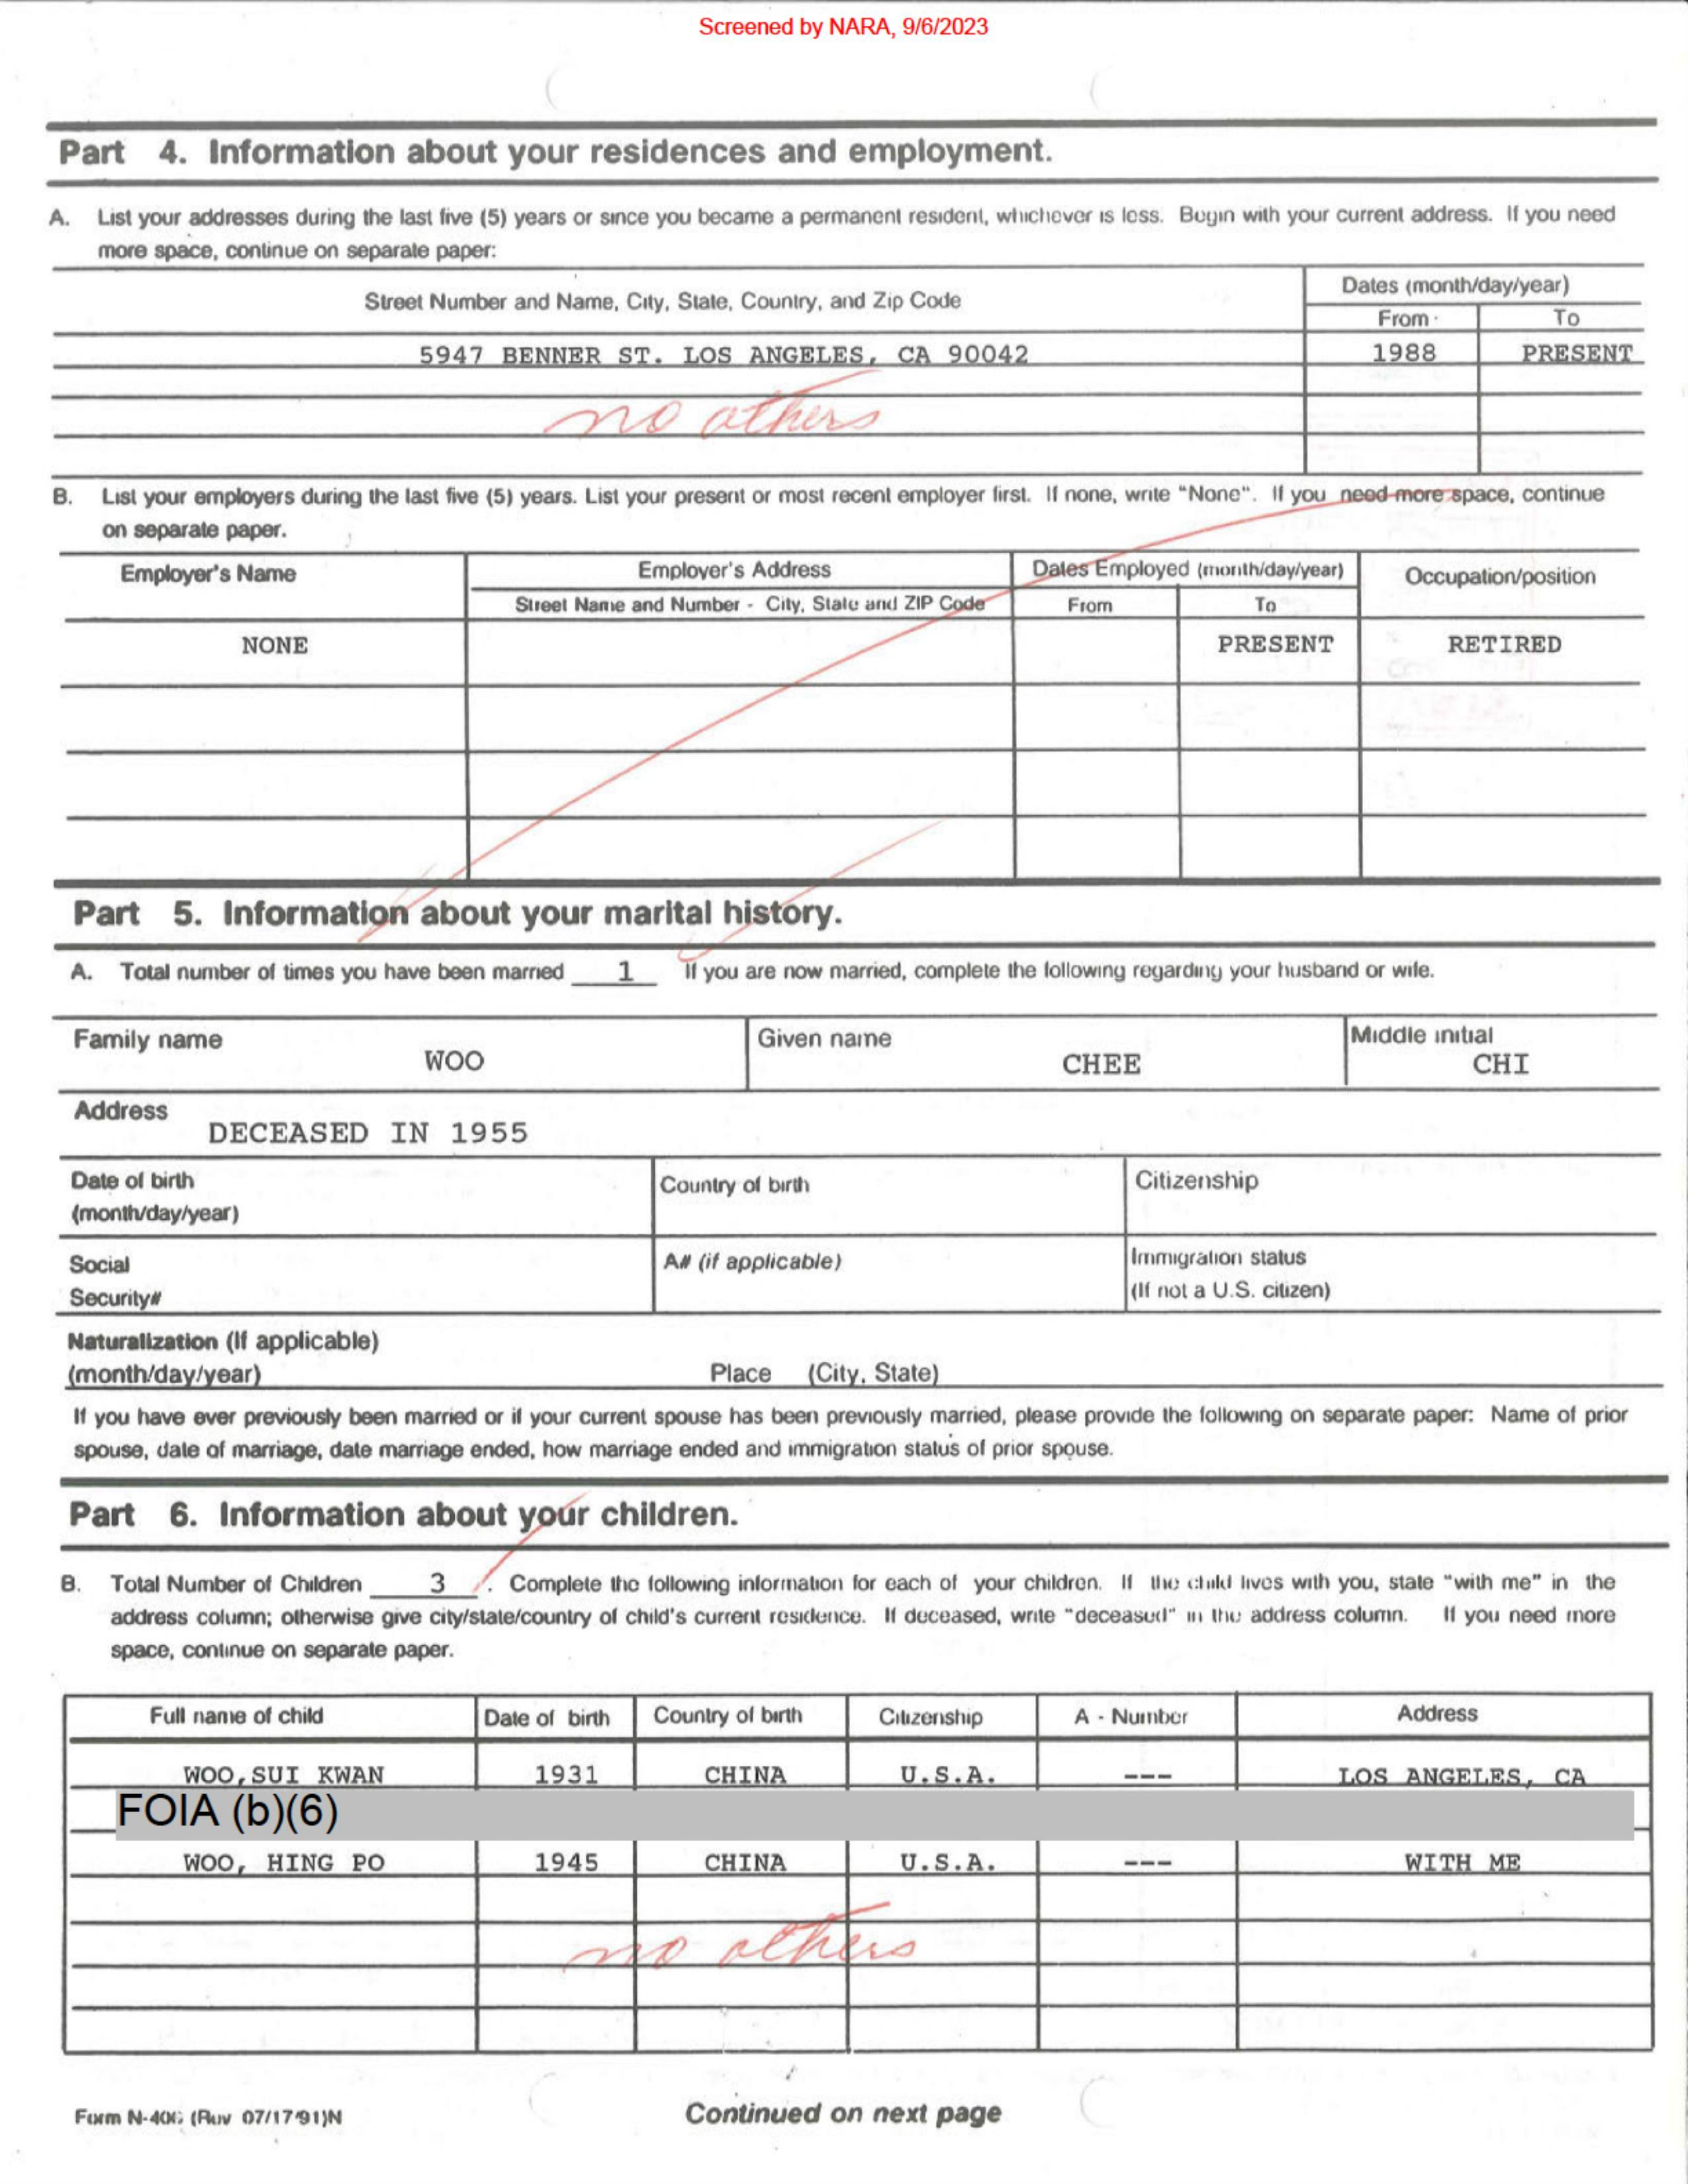 Screened by NARA, 9/6/2023
Part 4. Information about your residences and employment.
A. List your addresses during the last five (5) years or since you became a permanent resident, whichever is less. Begin with your current address. If you need
more space, continue on separate paper:
Street Number and Name, City, State, Country, and Zip Code
Dates (month/day/year)
From To
5947 BENNER ST. LOS ANGELES, CA 90042 1988 PRESENT
no others
B. List your employers during the last five (5) years. List your present or most recent employer first. If none, write "None". If you need more space, continue
on separate paper.
Employer's Name Employer's Address Dates Employed (month/day/year) Occupation/position
Street Name and Number - City, State and ZIP Code From To
NONE PRESENT RETIRED
Part 5. Information about your marital history.
A. Total number of times you have been married 1 If you are now married, complete the following regarding your husband or wife.
Family name Given name Middle initial
WOO CHEE CHI
Address
DECEASED IN 1955
Date of birth Country of birth Citizenship
(month/day/year)
Social A# (if applicable) Immigration status
Security# (If not a U.S. citizen)
Naturalization (If applicable)
(month/day/year) Place (City, State)
If you have ever previously been married or if your current spouse has been previously married, please provide the following on separate paper: Name of prior
spouse, date of marriage, date marriage ended, how marriage ended and immigration status of prior spouse.
Part 6. Information about your children.
B. Total Number of Children 3 . Complete the following information for each of your children. If the child lives with you, state "with me" in the
address column; otherwise give city/state/country of child's current residence. If deceased, write "deceased" in the address column. If you need more
space, continue on separate paper.
Full name of child Date of birth Country of birth Citizenship A - Number Address
WOO,SUI KWAN 1931 CHINA U.S.A. --- LOS ANGELES, CA
FOIA (b)(6)
WOO, HING PO 1945 CHINA U.S.A. --- WITH ME
no others
Form N-400 (Rev 07/17/91)N Continued on next page